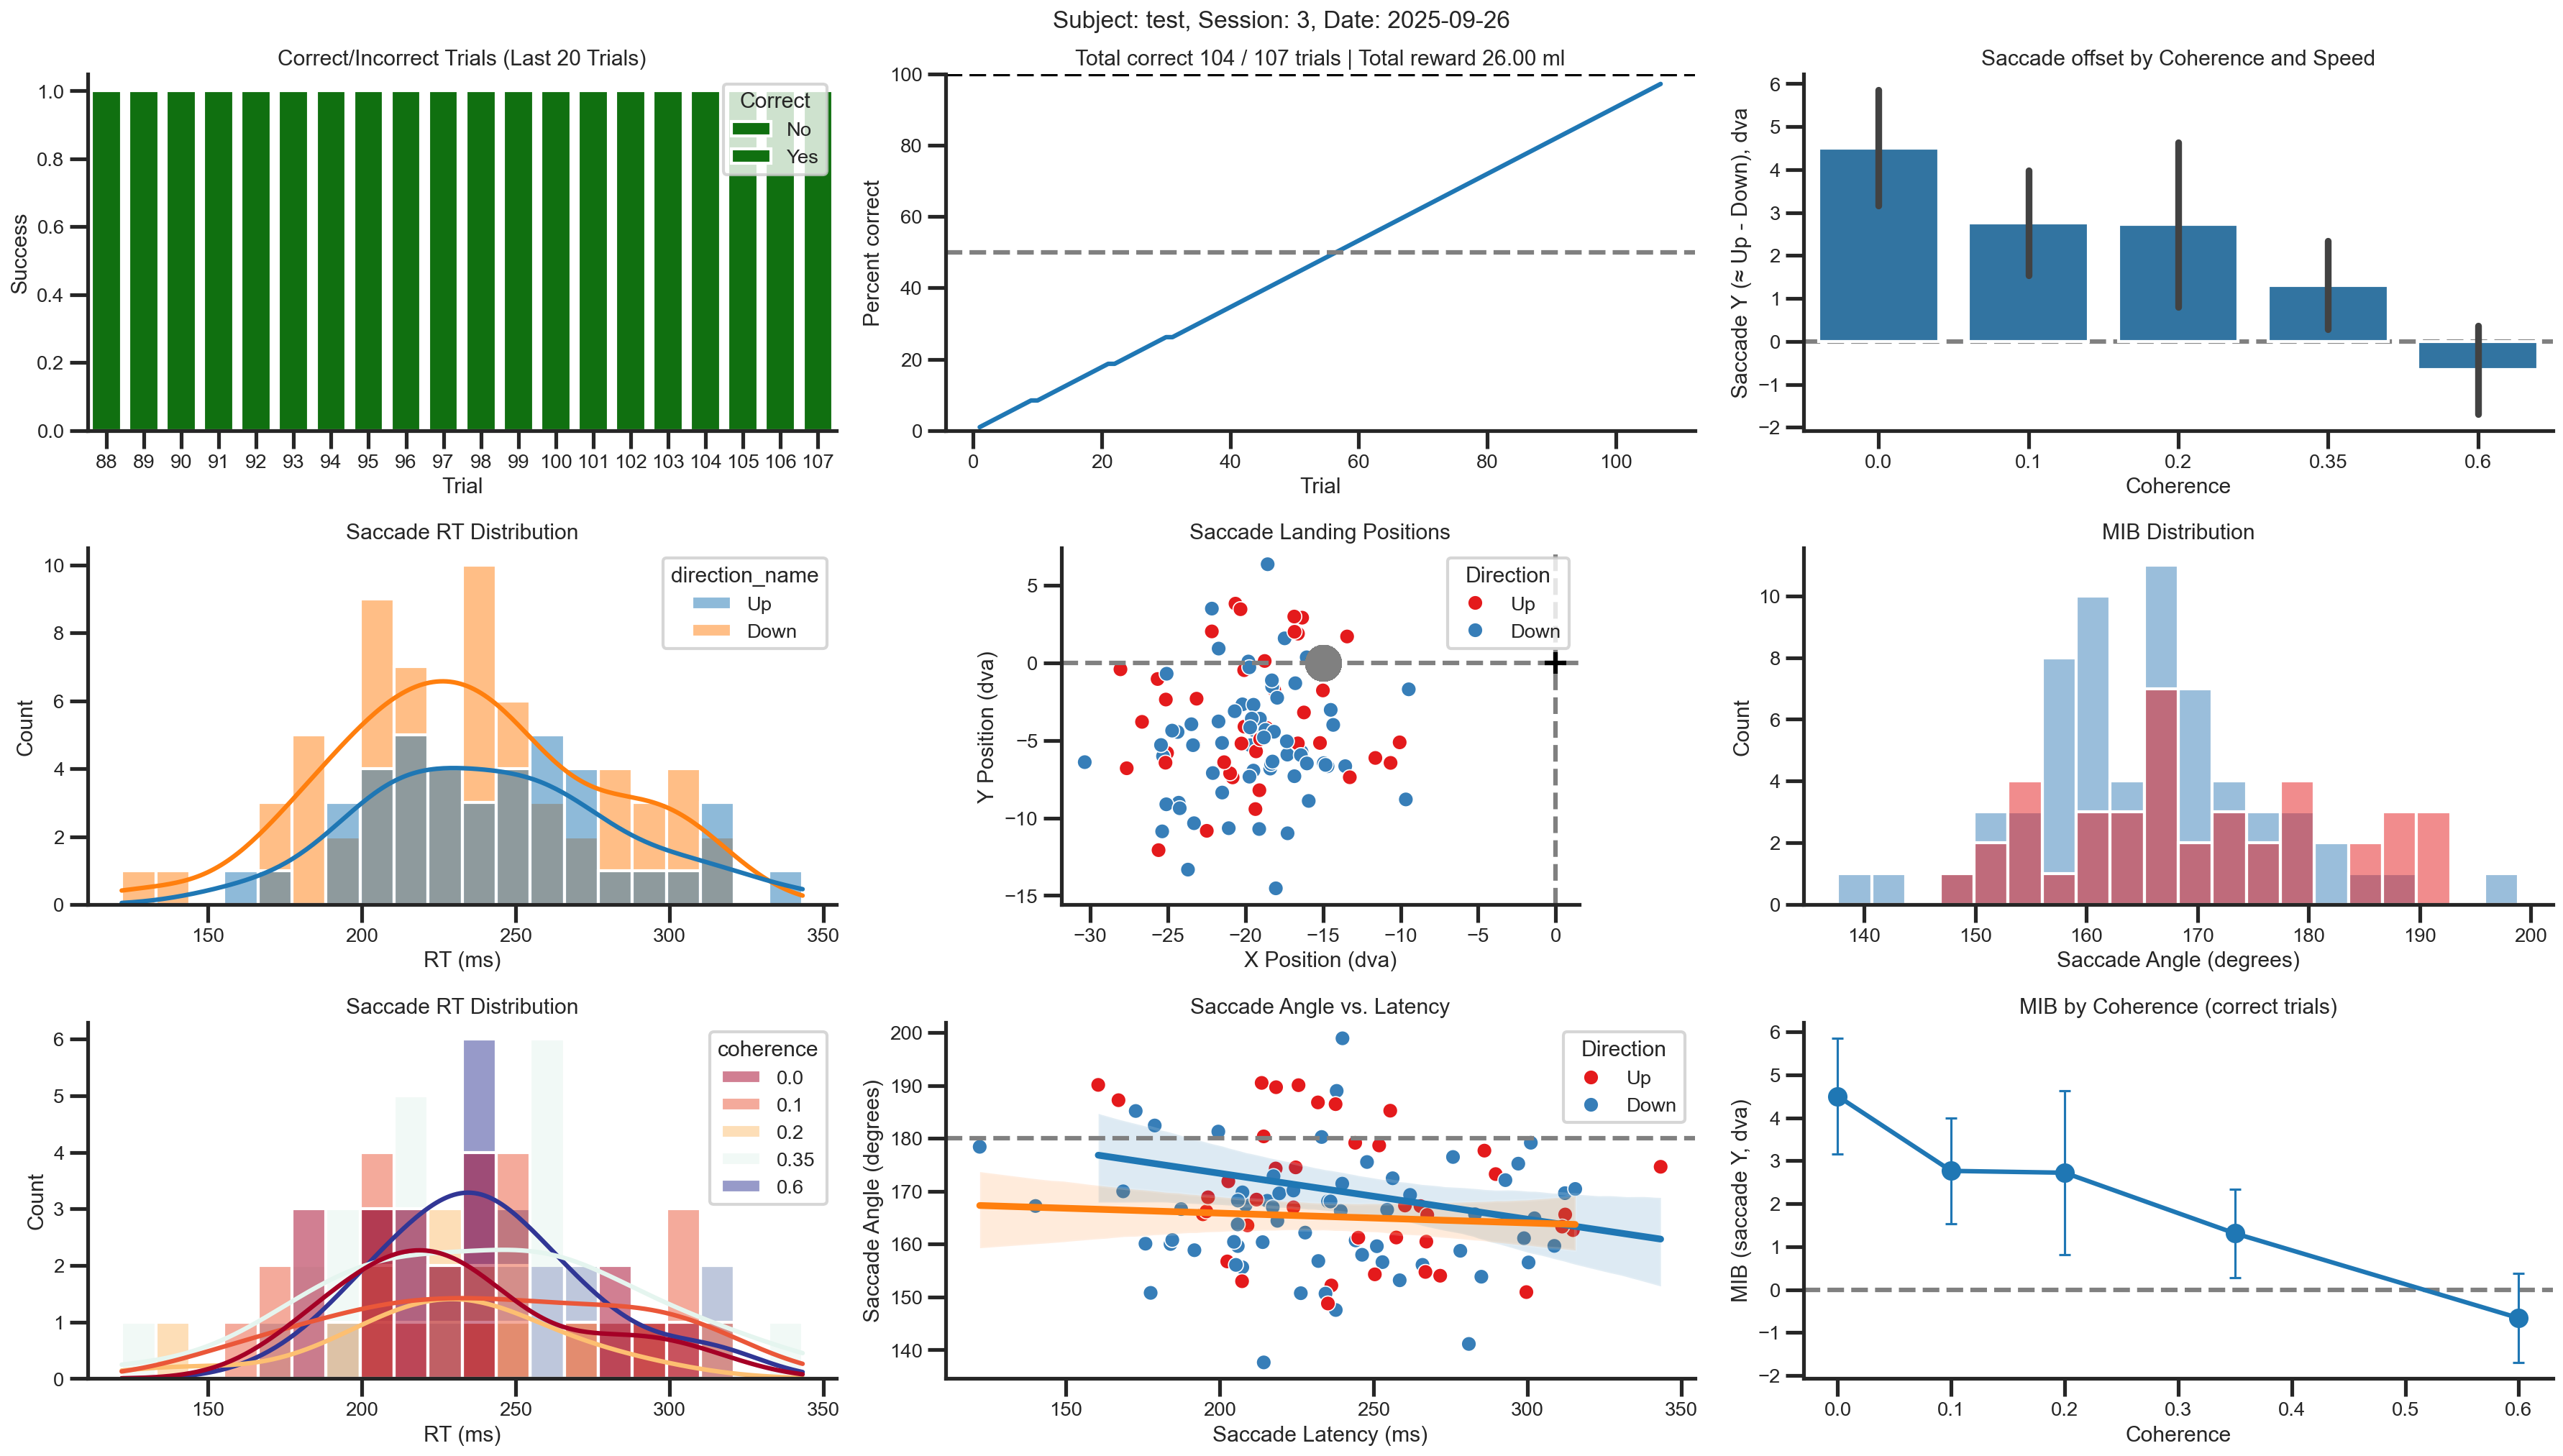 Subject: test, Session: 3, Date: 2025-09-26
Correct/Incorrect Trials (Last 20 Trials)
Success
1.0
0.8
0.6
0.4
0.2
0.0
Correct
No
Yes
88 89 90 91 92 93 94 95 96 97 98 99 100 101 102 103 104 105 106 107
Trial
Total correct 104 / 107 trials | Total reward 26.00 ml
Percent correct
100
80
60
40
20
0
0 20 40 60 80 100
Trial
Saccade offset by Coherence and Speed
Saccade Y (≈ Up - Down), dva
6
5
4
3
2
1
0
−1
−2
0.0 0.1 0.2 0.35 0.6
Coherence
Saccade RT Distribution
Count
10
8
6
4
2
0
direction_name
Up
Down
150 200 250 300 350
RT (ms)
Saccade Landing Positions
Y Position (dva)
5
0
−5
−10
−15
Direction
Up
Down
−30 −25 −20 −15 −10 −5 0
X Position (dva)
MIB Distribution
Count
10
8
6
4
2
0
140 150 160 170 180 190 200
Saccade Angle (degrees)
Saccade RT Distribution
Count
6
5
4
3
2
1
0
coherence
0.0
0.1
0.2
0.35
0.6
150 200 250 300 350
RT (ms)
Saccade Angle vs. Latency
Saccade Angle (degrees)
200
190
180
170
160
150
140
Direction
Up
Down
150 200 250 300 350
Saccade Latency (ms)
MIB by Coherence (correct trials)
MIB (saccade Y, dva)
6
5
4
3
2
1
0
−1
−2
0.0 0.1 0.2 0.3 0.4 0.5 0.6
Coherence